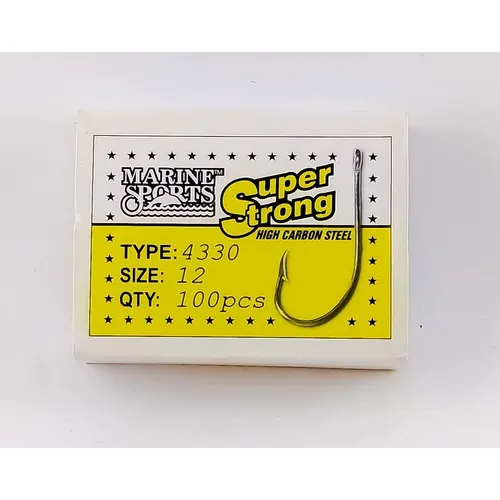 MARINE™
SPORTS
Super
Strong
HIGH CARBON STEEL
TYPE: 4330
SIZE: 12
QTY: 100pcs